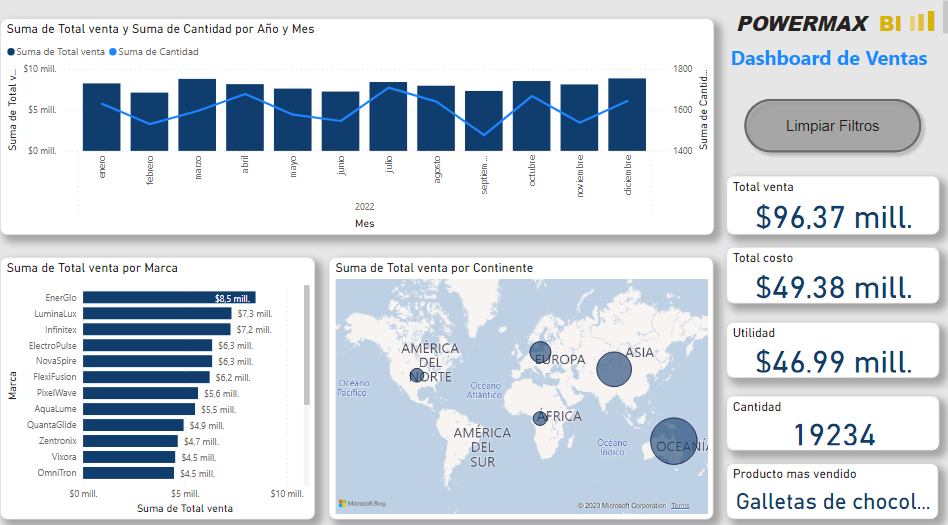 Suma de Total venta y Suma de Cantidad por Año y Mes
Suma de Total venta Suma de Cantidad
Suma de Total v...
$10 mill.
$5 mill.
$0 mill.
1800
1600
1400
Suma de Cantid...
enero
febrero
marzo
abril
mayo
junio
julio
agosto
septiem...
octubre
noviembre
diciembre
2022
Mes
POWERMAX BI
Dashboard de Ventas
Limpiar Filtros
Total venta
$96,37 mill.
Total costo
$49,38 mill.
Utilidad
$46.99 mill.
Cantidad
19234
Producto mas vendido
Galletas de chocol...
Suma de Total venta por Marca
Marca
EnerGlo $8,5 mill.
LuminaLux $7,3 mill.
Infinitex $7,2 mill.
ElectroPulse $6,3 mill.
NovaSpire $6,3 mill.
FlexiFusion $6,2 mill.
PixelWave $5,6 mill.
AquaLume $5,5 mill.
QuantaGlide $4,9 mill.
Zentronix $4,7 mill.
Vixora $4,5 mill.
OmniTron $4,5 mill.
$0 mill. $5 mill. $10 mill.
Suma de Total venta
Suma de Total venta por Continente
AMÉRICA
DEL
NORTE
EUROPA
ASIA
Océano
Pacífico
Océano
Atlántico
ÁFRICA
AMÉRICA
DEL
SUR
Océano
Índico
OCEANÍA
Microsoft Bing
© 2023 Microsoft Corporation Terms